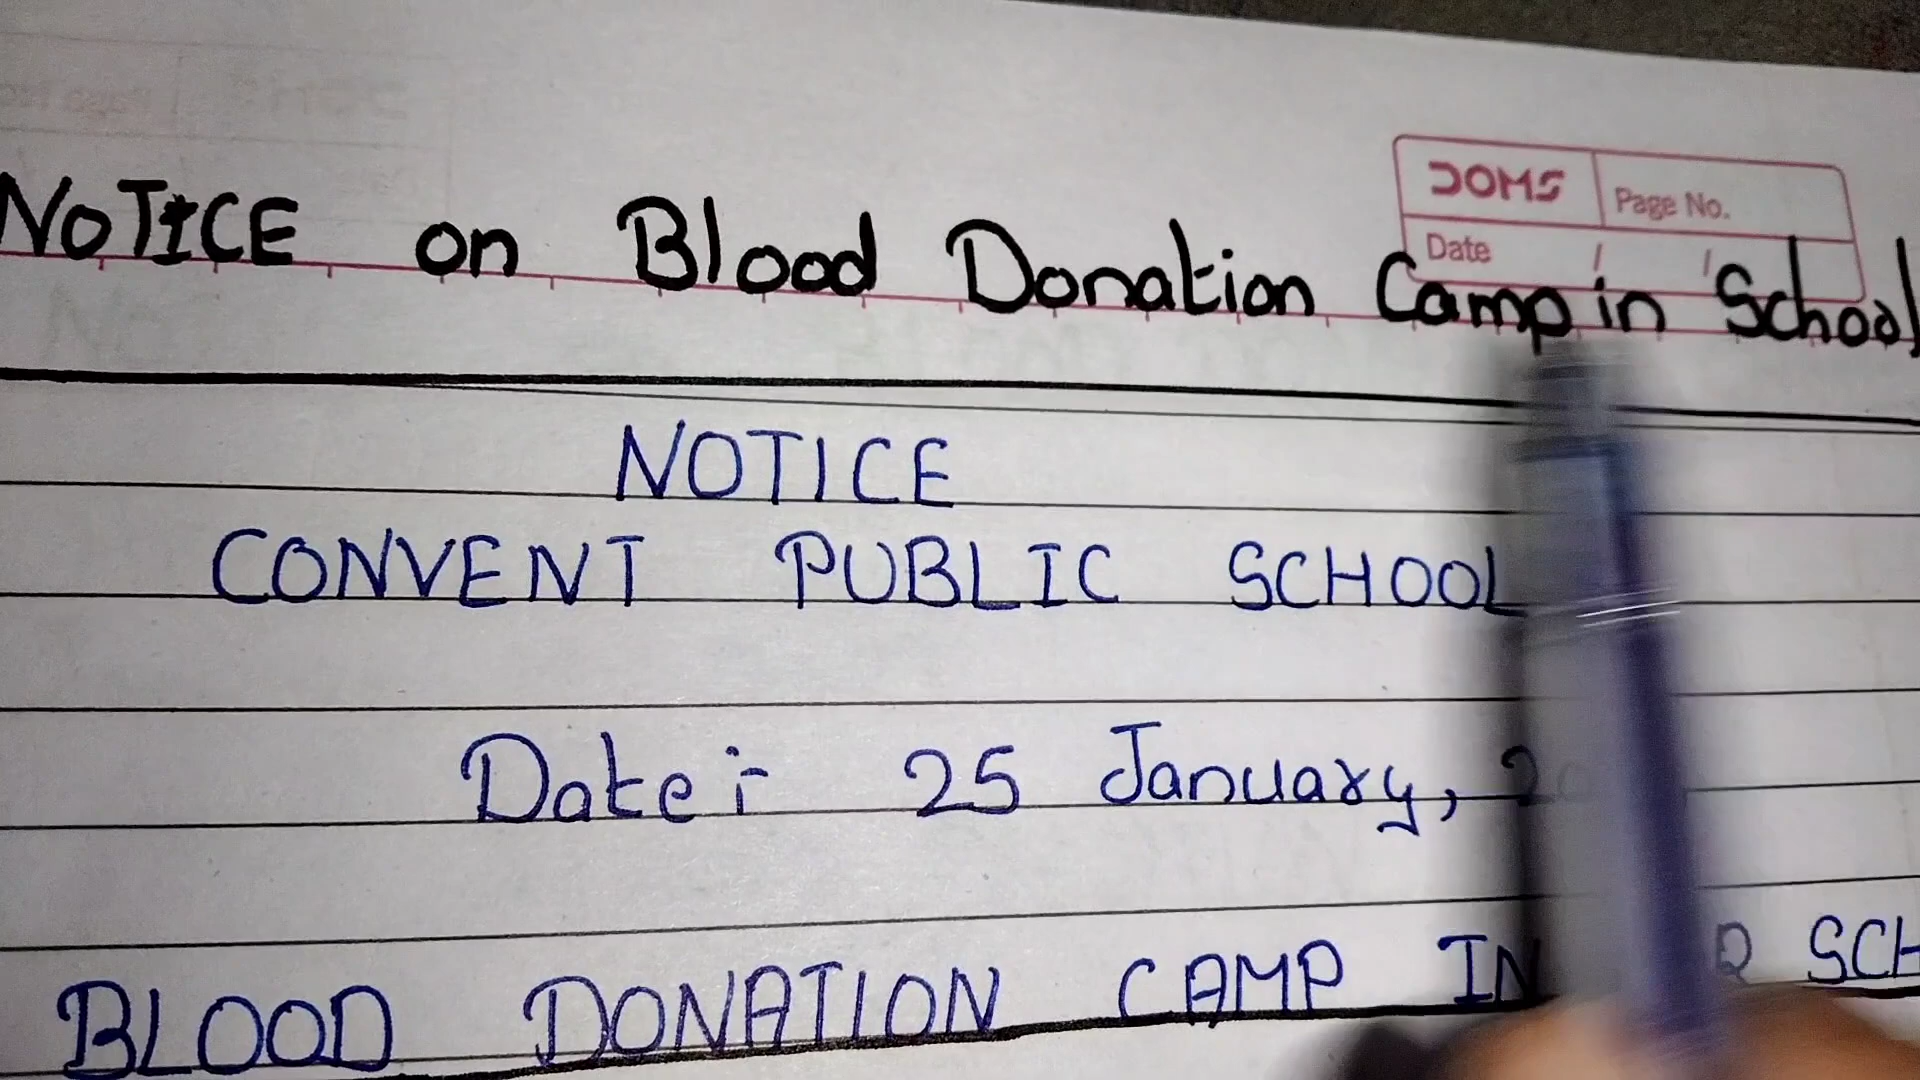 DOMS Page No.
Date / /
NOTICE on Blood Donation Camp in School
NOTICE
CONVENT PUBLIC SCHOOL
Date:- 25 January,
BLOOD DONATION CAMP IN SCH